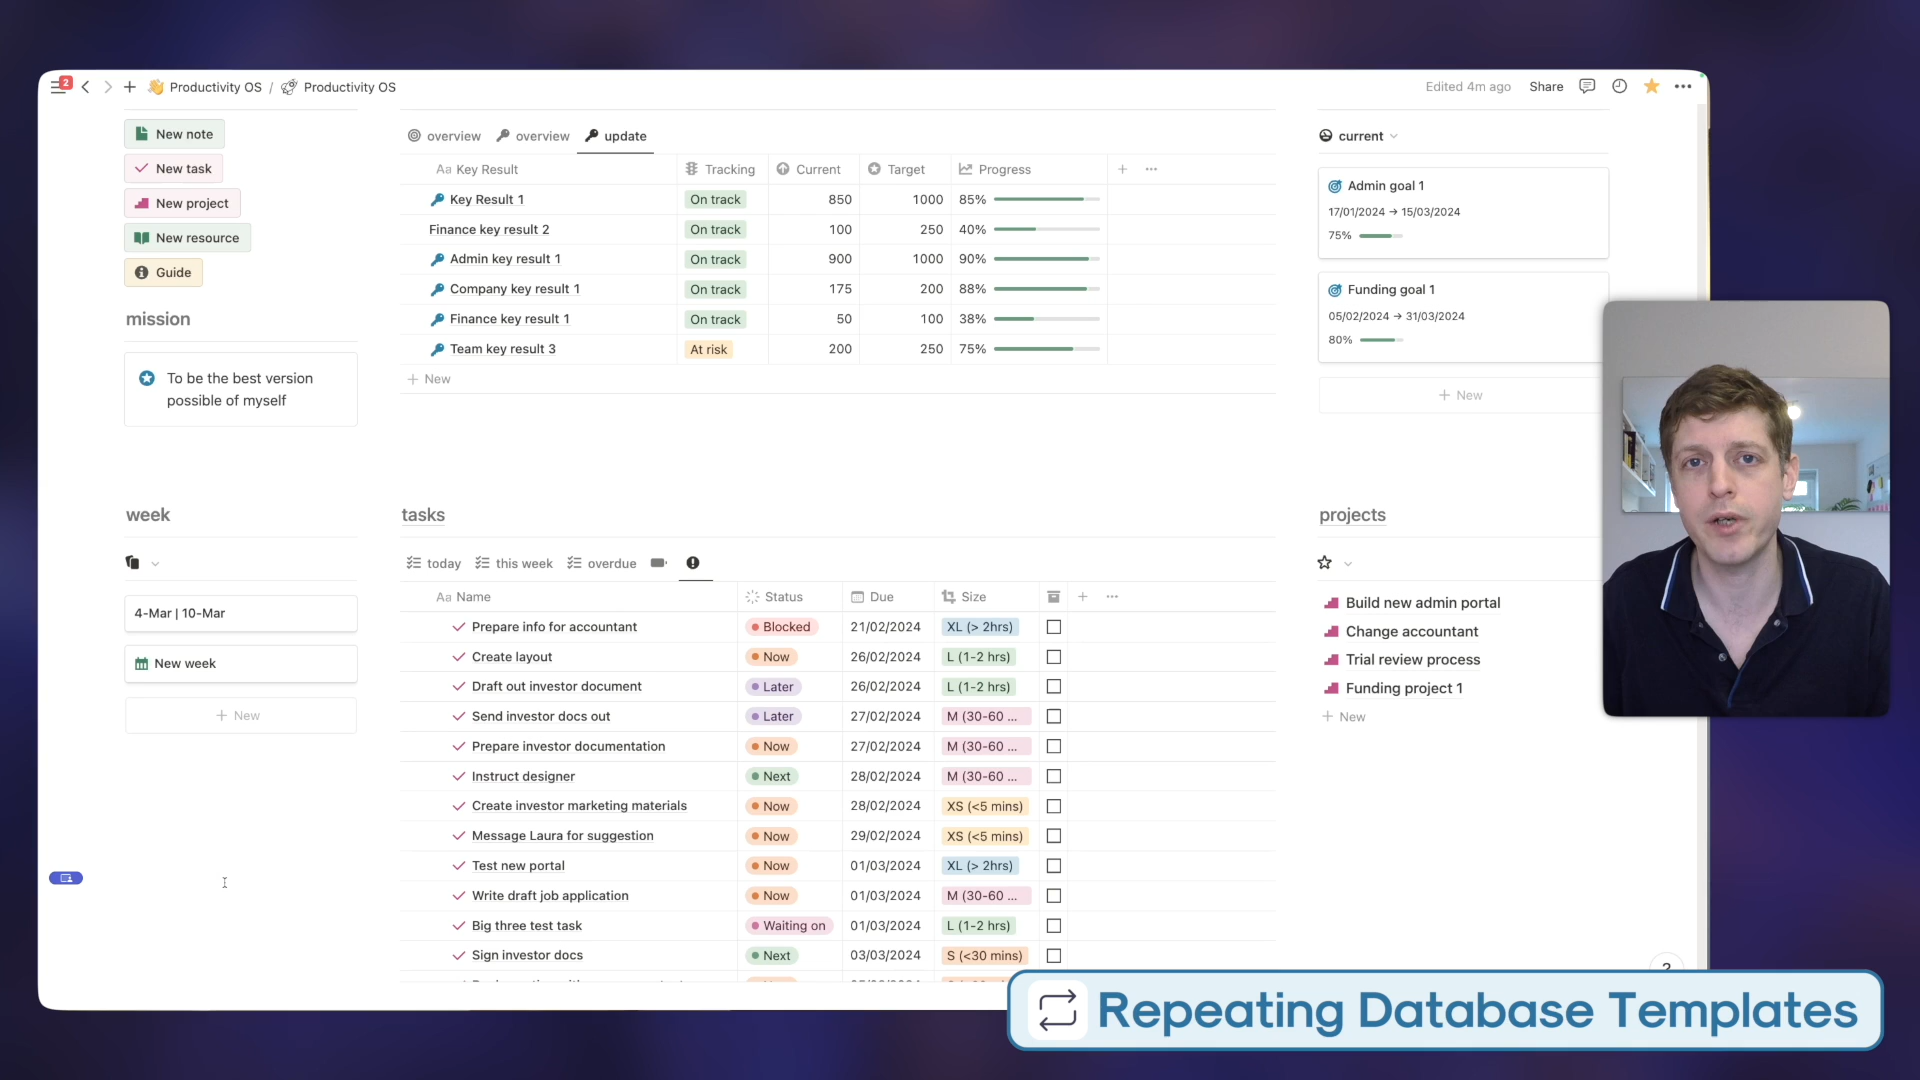 2
Productivity OS / Productivity OS
Edited 4m ago
Share
New note
New task
New project
New resource
Guide
mission
To be the best version
possible of myself
overview
overview
update
Aa Key Result
Tracking
Current
Target
Progress
Key Result 1 On track 850 1000 85%
Finance key result 2 On track 100 250 40%
Admin key result 1 On track 900 1000 90%
Company key result 1 On track 175 200 88%
Finance key result 1 On track 50 100 38%
Team key result 3 At risk 200 250 75%
+ New
current
Admin goal 1
17/01/2024 → 15/03/2024
75%
Funding goal 1
05/02/2024 → 31/03/2024
80%
+ New
week
4-Mar | 10-Mar
New week
+ New
tasks
today
this week
overdue
Aa Name
Status
Due
Size
Prepare info for accountant Blocked 21/02/2024 XL (> 2hrs)
Create layout Now 26/02/2024 L (1-2 hrs)
Draft out investor document Later 26/02/2024 L (1-2 hrs)
Send investor docs out Later 27/02/2024 M (30-60 ...
Prepare investor documentation Now 27/02/2024 M (30-60 ...
Instruct designer Next 28/02/2024 M (30-60 ...
Create investor marketing materials Now 28/02/2024 XS (<5 mins)
Message Laura for suggestion Now 29/02/2024 XS (<5 mins)
Test new portal Now 01/03/2024 XL (> 2hrs)
Write draft job application Now 01/03/2024 M (30-60 ...
Big three test task Waiting on 01/03/2024 L (1-2 hrs)
Sign investor docs Next 03/03/2024 S (<30 mins)
projects
Build new admin portal
Change accountant
Trial review process
Funding project 1
+ New
Repeating Database Templates